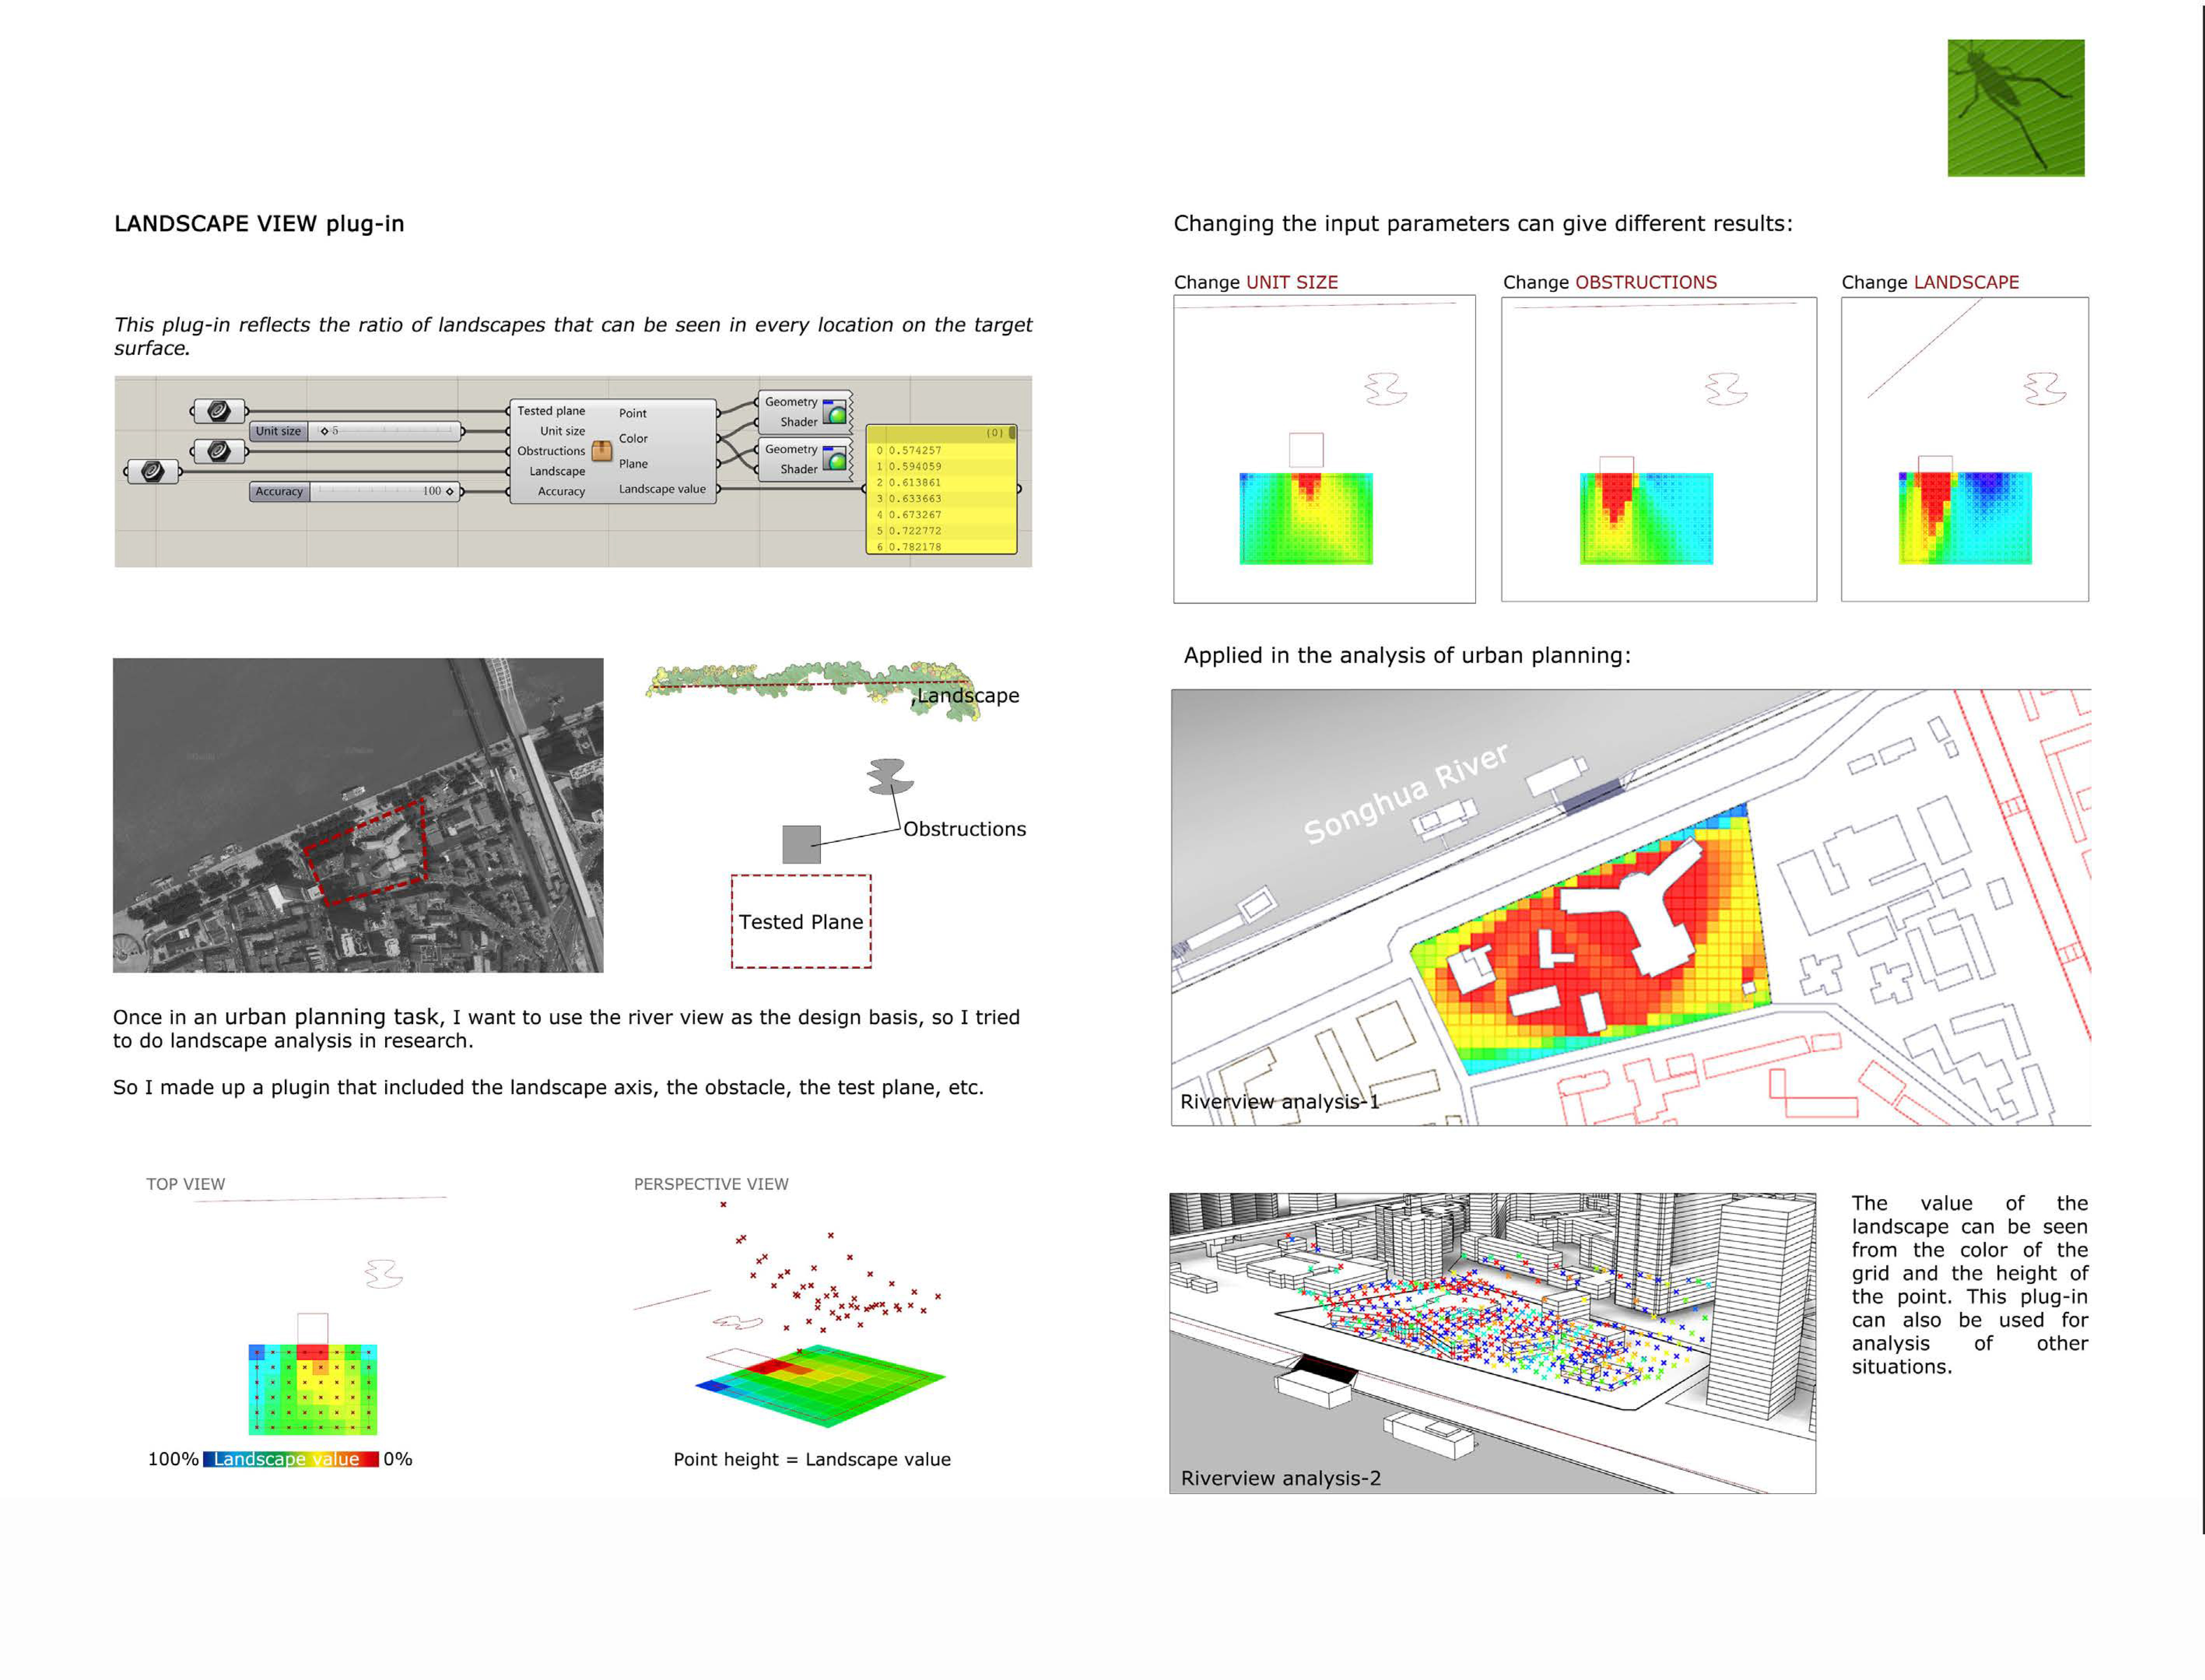 LANDSCAPE VIEW plug-in
This plug-in reflects the ratio of landscapes that can be seen in every location on the target
surface.
Tested plane
Unit size
Obstructions
Landscape
Accuracy
Point
Color
Plane
Landscape value
Unit size
5
Accuracy
100
Geometry
Shader
Geometry
Shader
{0}
0 0.574257
1 0.594059
2 0.613861
3 0.633663
4 0.673267
5 0.722772
6 0.782178
,Landscape
Obstructions
Tested Plane
Once in an urban planning task, I want to use the river view as the design basis, so I tried
to do landscape analysis in research.
So I made up a plugin that included the landscape axis, the obstacle, the test plane, etc.
TOP VIEW
100% Landscape value 0%
PERSPECTIVE VIEW
Point height = Landscape value
Changing the input parameters can give different results:
Change UNIT SIZE
Change OBSTRUCTIONS
Change LANDSCAPE
Applied in the analysis of urban planning:
Songhua River
Riverview analysis-1
Riverview analysis-2
The value of the
landscape can be seen
from the color of the
grid and the height of
the point. This plug-in
can also be used for
analysis of other
situations.